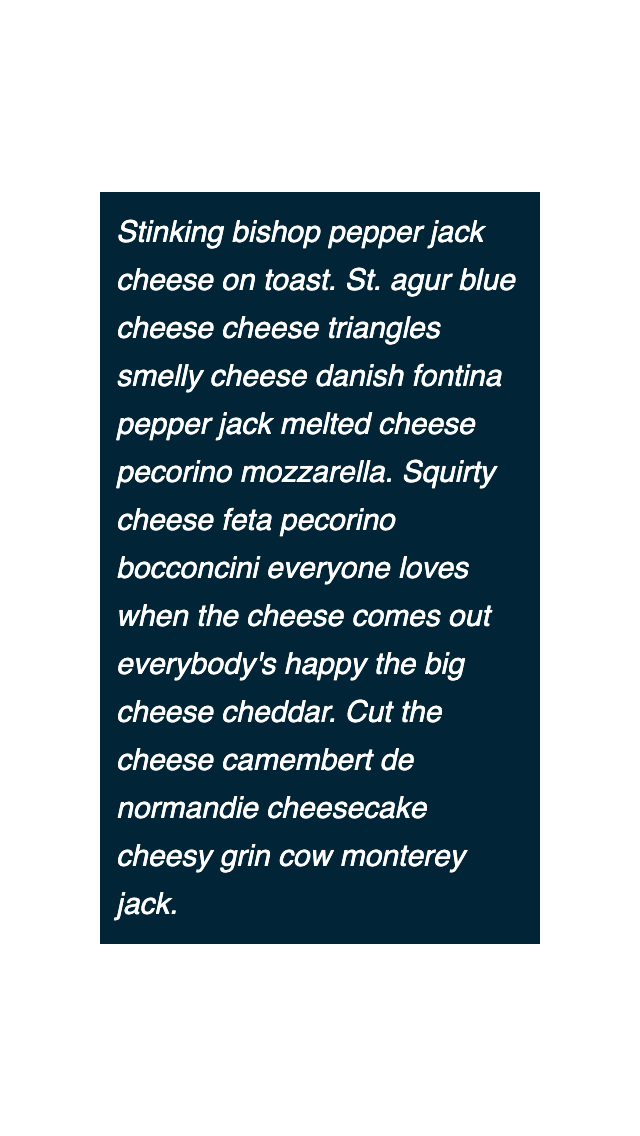 Stinking bishop pepper jack
cheese on toast. St. agur blue
cheese cheese triangles
smelly cheese danish fontina
pepper jack melted cheese
pecorino mozzarella. Squirty
cheese feta pecorino
bocconcini everyone loves
when the cheese comes out
everybody's happy the big
cheese cheddar. Cut the
cheese camembert de
normandie cheesecake
cheesy grin cow monterey
jack.